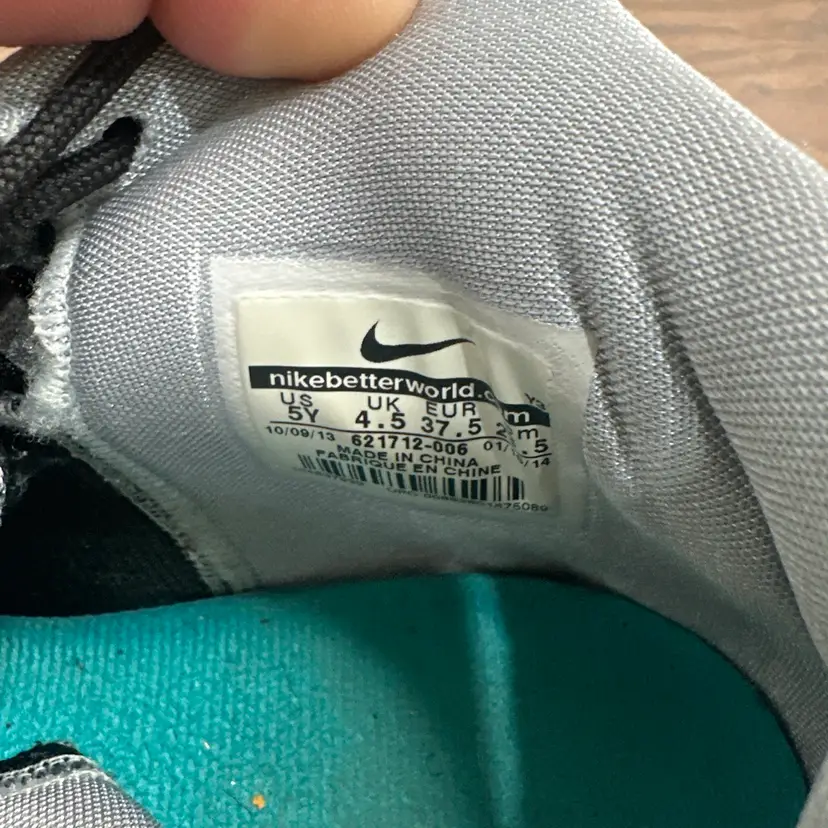 nikebetterworld.
US UK EUR
5Y 4.5 37.5
10/09/13 621712-006
MADE IN CHINA
FABRIQUE EN CHINE